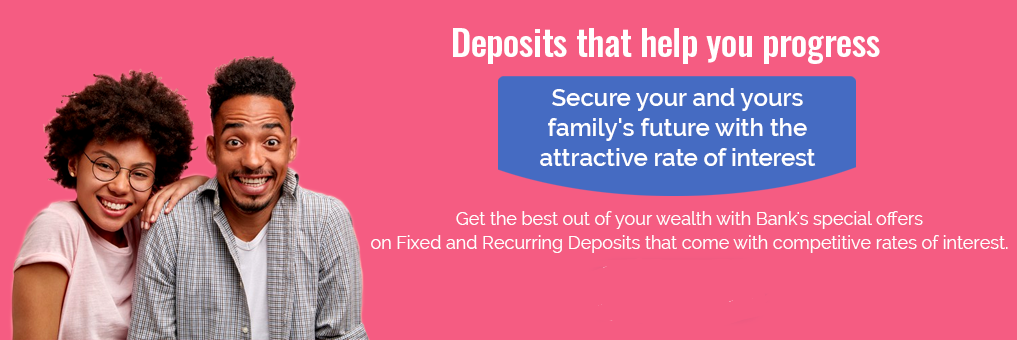 Deposits that help you progress
Secure your and yours
family's future with the
attractive rate of interest
Get the best out of your wealth with Bank's special offers
on Fixed and Recurring Deposits that come with competitive rates of interest.